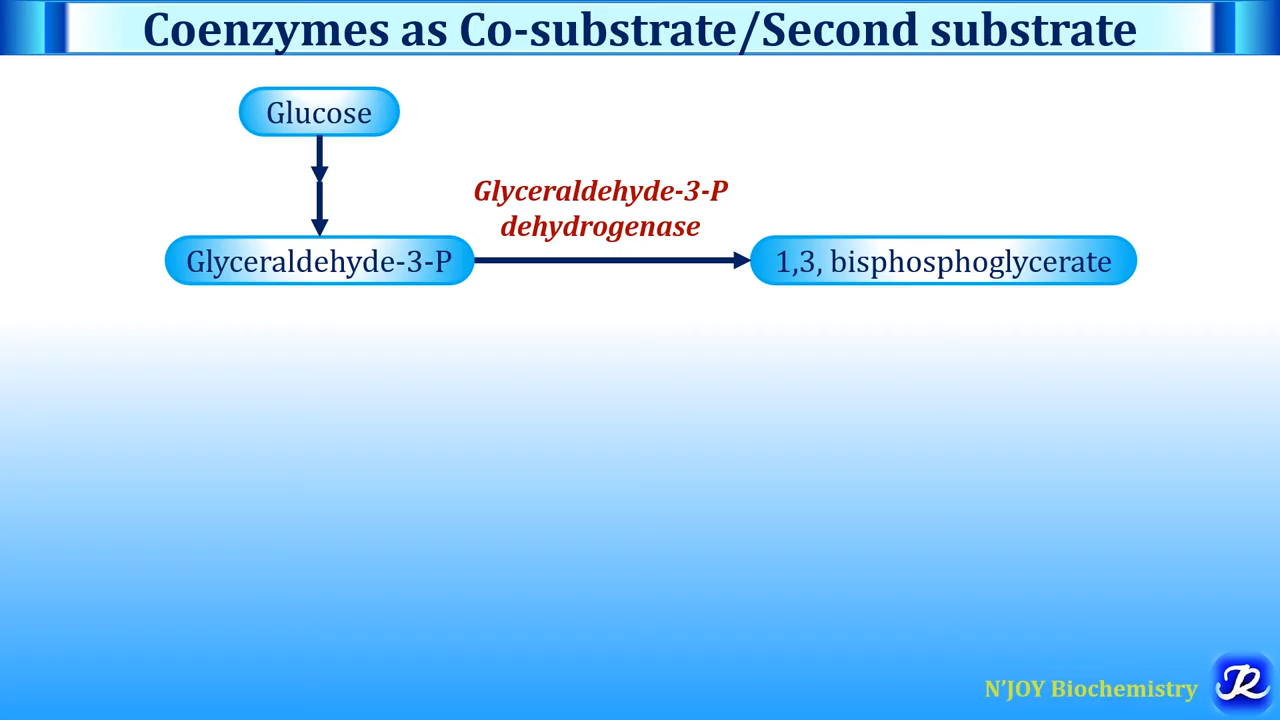 Coenzymes as Co-substrate/Second substrate
Glucose
Glyceraldehyde-3-P
dehydrogenase
Glyceraldehyde-3-P
1,3, bisphosphoglycerate
N'JOY Biochemistry